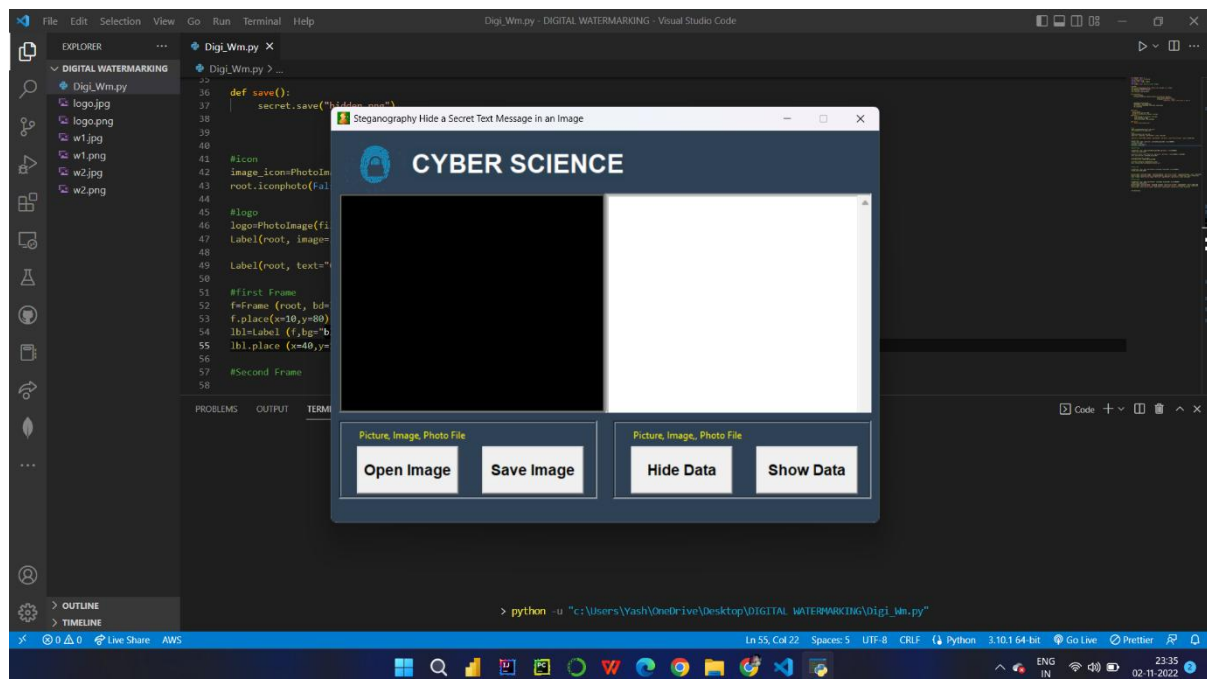 File Edit Selection View Go Run Terminal Help
Digi_Wm.py - DIGITAL WATERMARKING - Visual Studio Code
EXPLORER
DIGITAL WATERMARKING
Digi_Wm.py
logo.jpg
logo.png
w1.jpg
w1.png
w2.jpg
w2.png
OUTLINE
TIMELINE
Digi_Wm.py
Digi_Wm.py > ...
35
36 def save():
37 secret.save("hidden.png")
38
39
40
41 #icon
42 image_icon=PhotoIm
43 root.iconphoto(Fal
44
45 #logo
46 logo=PhotoImage(fi
47 Label(root, image=
48
49 Label(root, text="
50
51 #first Frame
52 f=Frame (root, bd=
53 f.place(x=10,y=80)
54 lbl=Label (f,bg="b
55 lbl.place (x=40,y=
56
57 #Second Frame
58
Steganography Hide a Secret Text Message in an Image
CYBER SCIENCE
Picture, Image, Photo File
Open Image Save Image
Picture, Image,, Photo File
Hide Data Show Data
PROBLEMS OUTPUT TERMI
Code
> python -u "c:\Users\Yash\OneDrive\Desktop\DIGITAL WATERMARKING\Digi_Wm.py"
0 0 Live Share AWS
Ln 55, Col 22 Spaces: 5 UTF-8 CRLF Python 3.10.1 64-bit Go Live Prettier
ENG
IN
23:35
02-11-2022
2